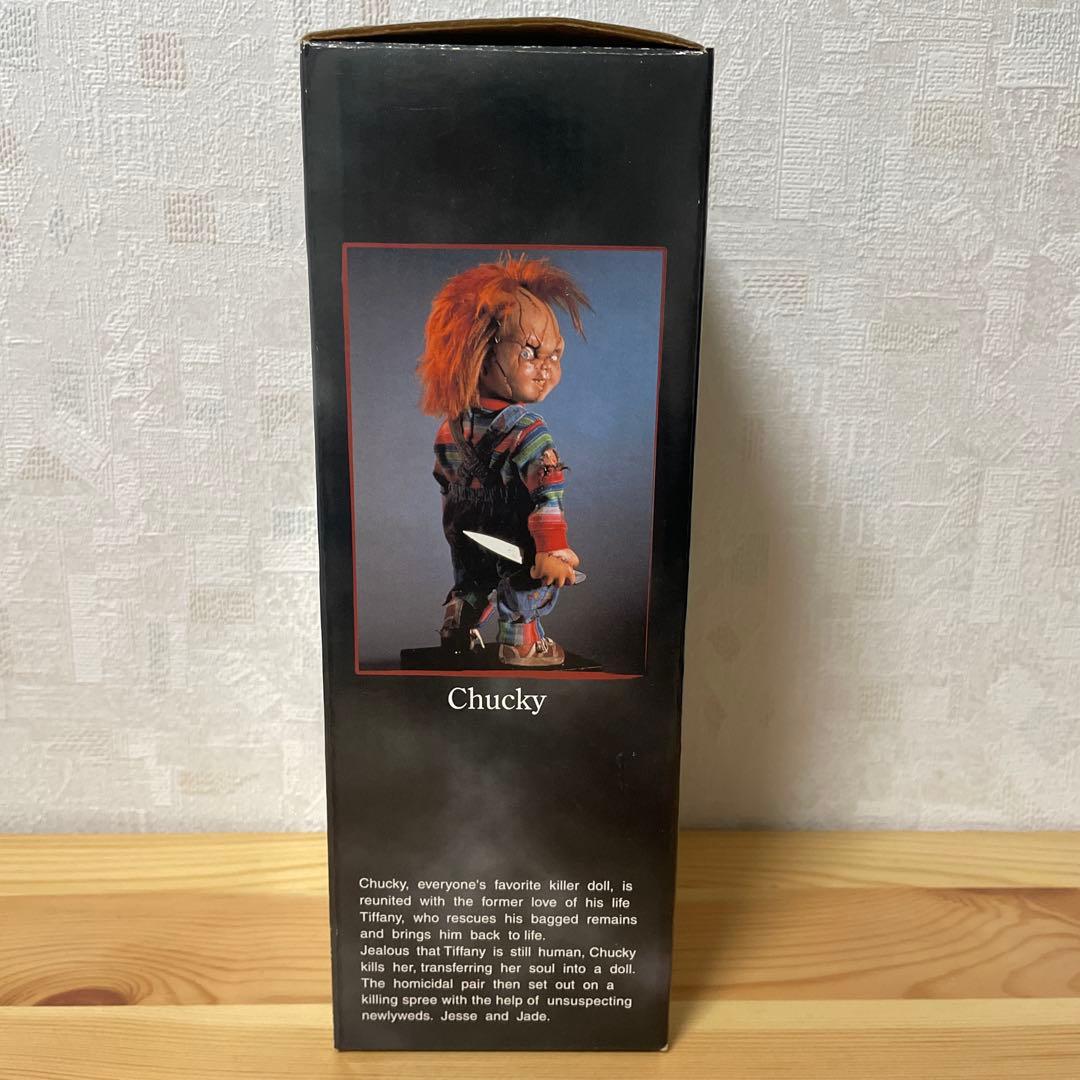 Chucky
Chucky, everyone's favorite killer doll, is
reunited with the former love of his life
Tiffany, who rescues his bagged remains
and brings him back to life.
Jealous that Tiffany is still human, Chucky
kills her, transferring her soul into a doll.
The homicidal pair then set out on a
killing spree with the help of unsuspecting
newlyweds. Jesse and Jade.